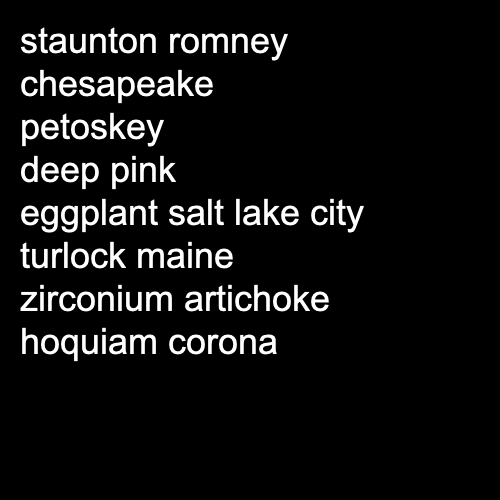 staunton romney
chesapeake
petoskey
deep pink
eggplant salt lake city
turlock maine
zirconium artichoke
hoquiam corona